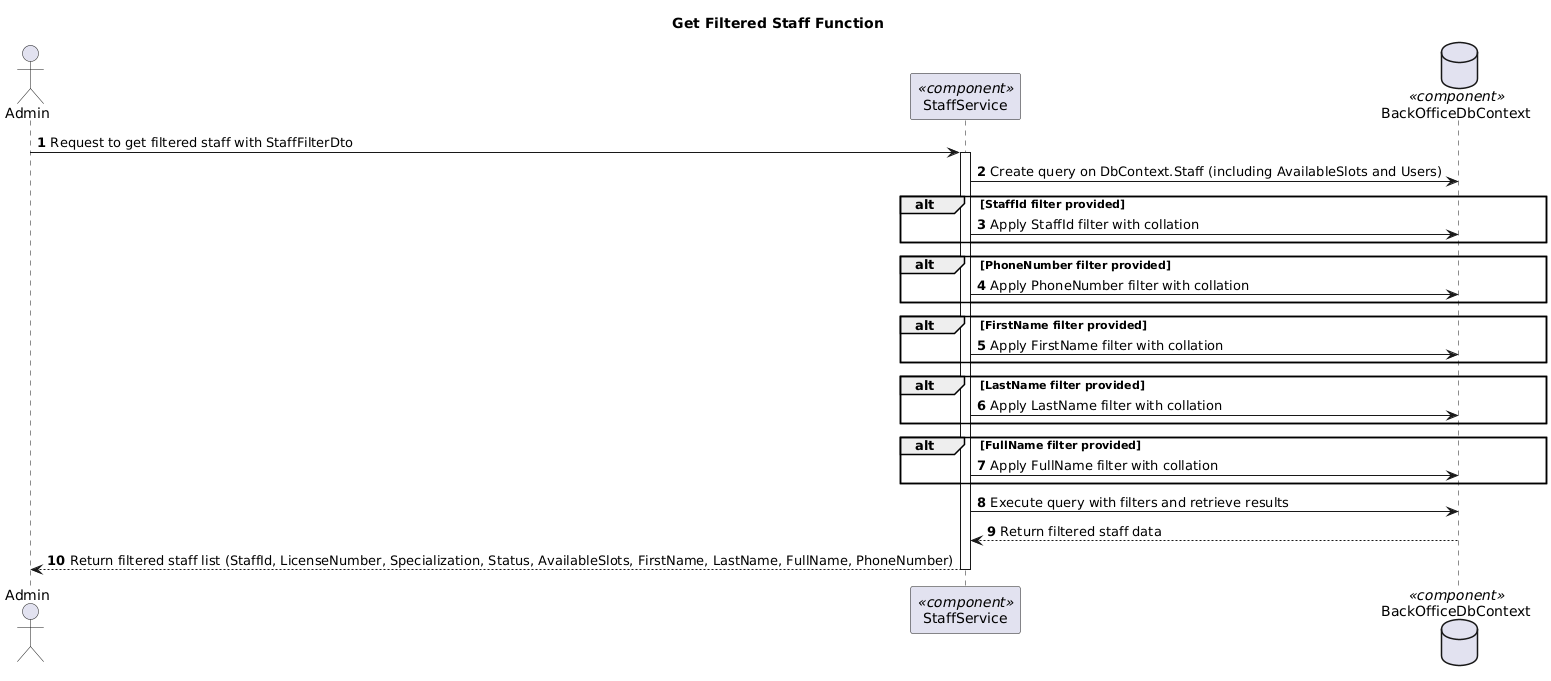 Get Filtered Staff Function
Admin
«component»
StaffService
«component»
BackOfficeDbContext
1 Request to get filtered staff with StaffFilterDto
2 Create query on DbContext.Staff (including AvailableSlots and Users)
alt [StaffId filter provided]
3 Apply StaffId filter with collation
alt [PhoneNumber filter provided]
4 Apply PhoneNumber filter with collation
alt [FirstName filter provided]
5 Apply FirstName filter with collation
alt [LastName filter provided]
6 Apply LastName filter with collation
alt [FullName filter provided]
7 Apply FullName filter with collation
8 Execute query with filters and retrieve results
9 Return filtered staff data
10 Return filtered staff list (StaffId, LicenseNumber, Specialization, Status, AvailableSlots, FirstName, LastName, FullName, PhoneNumber)
Admin
«component»
StaffService
«component»
BackOfficeDbContext